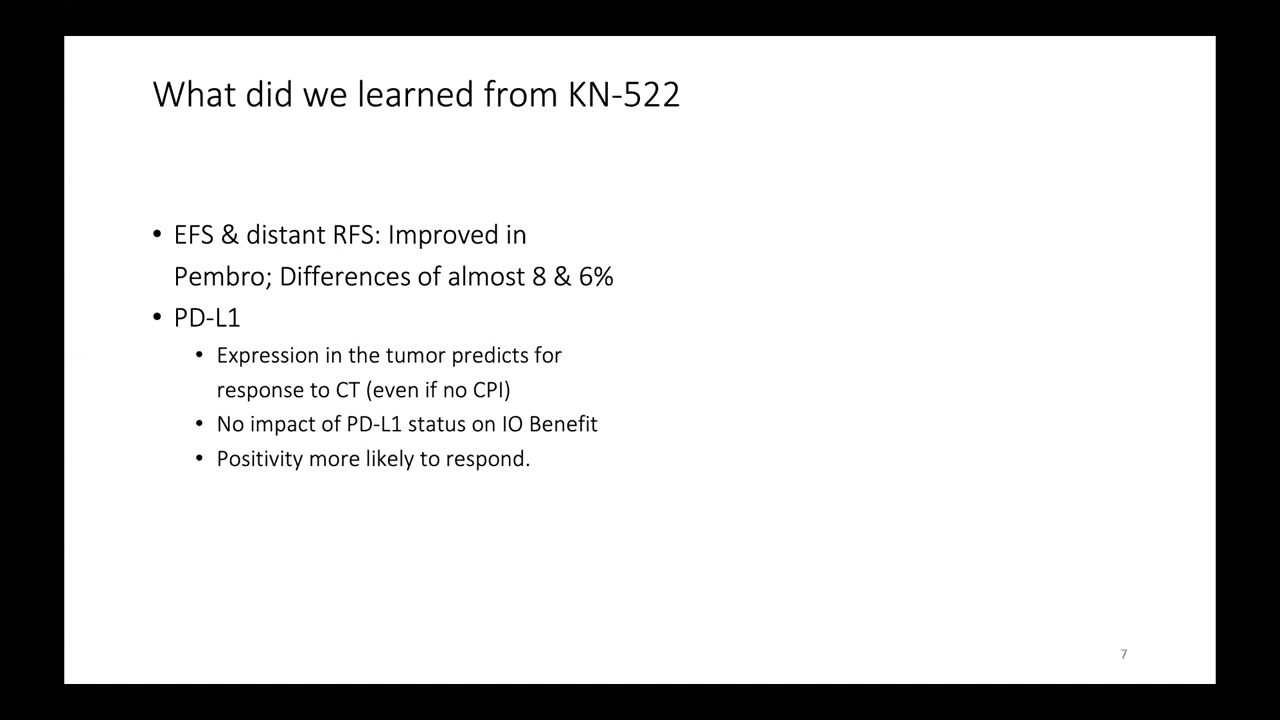 What did we learned from KN-522
• EFS & distant RFS: Improved in
Pembro; Differences of almost 8 & 6%
• PD-L1
• Expression in the tumor predicts for
response to CT (even if no CPI)
• No impact of PD-L1 status on IO Benefit
• Positivity more likely to respond.
7